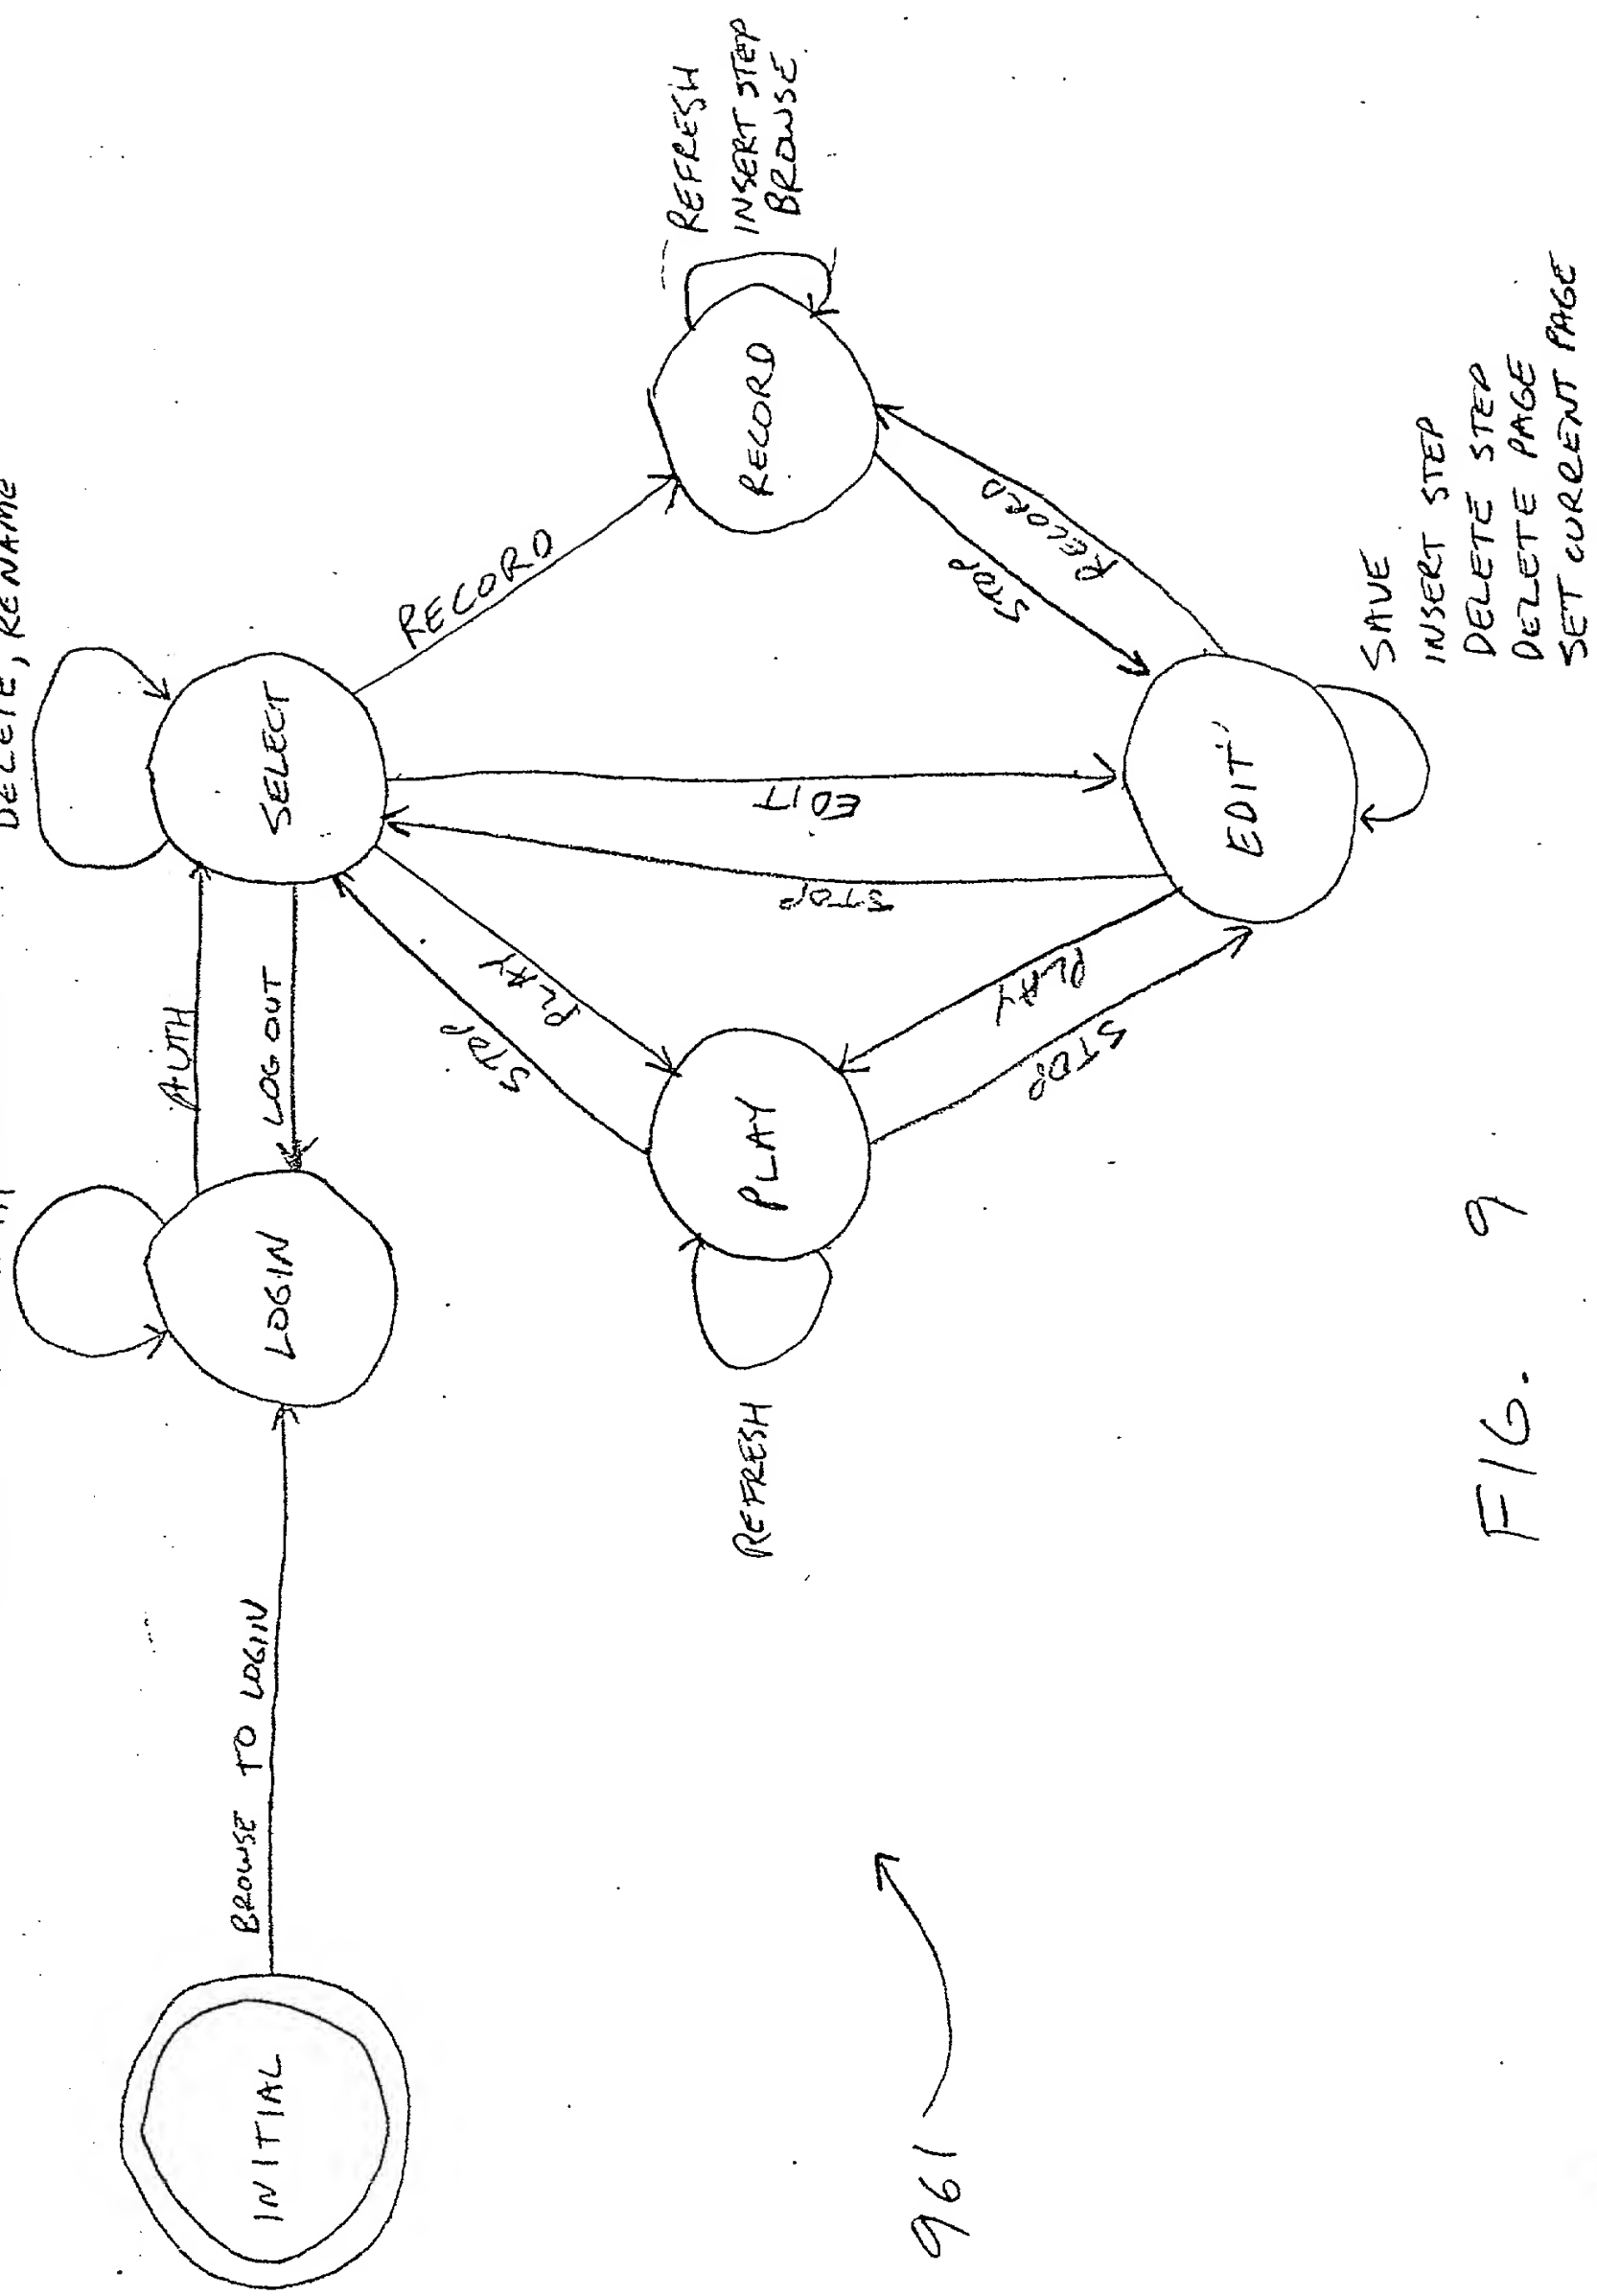 DELETE, RENAME
AUTH
LOGOUT
BROWSE TO LOGIN
INITIAL
LOGIN
SELECT
RECORD
STOP
PLAY
EDIT
STOP
REFRESH
INSERT STEP
BROWSE
RECORD
STOP
RECORD
REFRESH
PLAY
PLAY
STOP
EDIT
SAVE
INSERT STEP
DELETE STEP
DELETE PAGE
SET CURRENT PAGE
961
FIG. 9